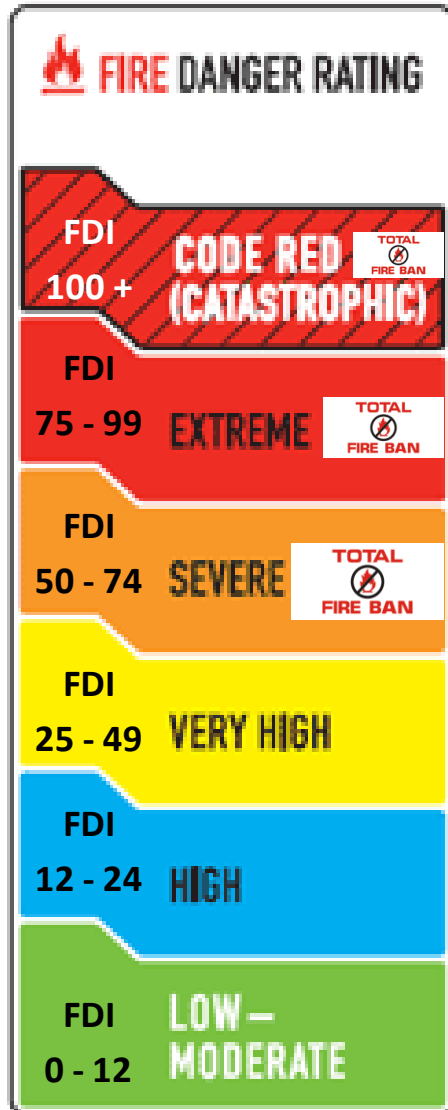 FIRE DANGER RATING
FDI
100 +
CODE RED
(CATASTROPHIC)
TOTAL
FIRE BAN
FDI
75 - 99
EXTREME
TOTAL
FIRE BAN
FDI
50 - 74
SEVERE
TOTAL
FIRE BAN
FDI
25 - 49
VERY HIGH
FDI
12 - 24
HIGH
FDI
0 - 12
LOW –
MODERATE